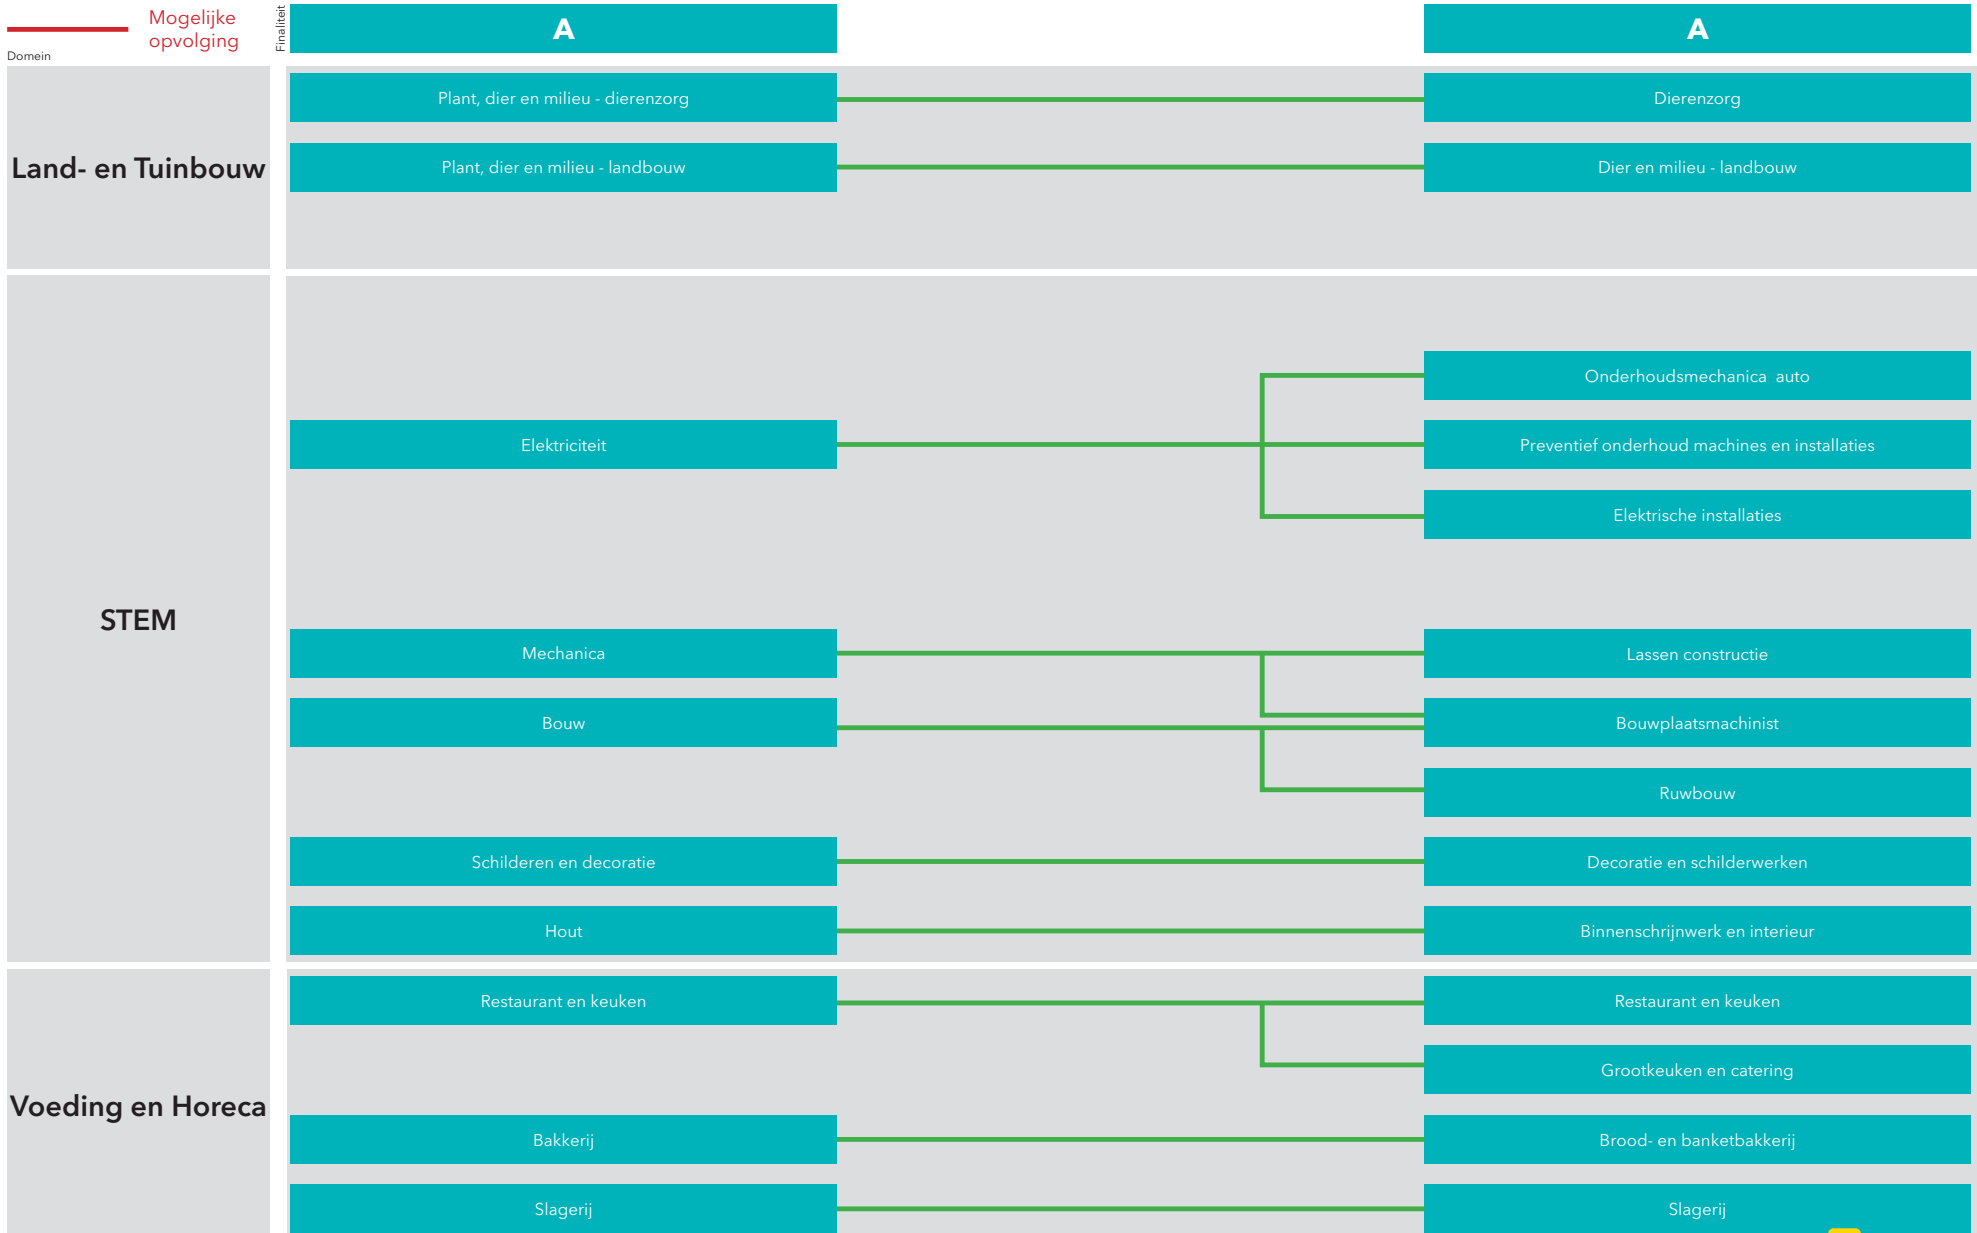 Mogelijke
opvolging
Finaliteit
A
A
Domein
Land- en Tuinbouw
Plant, dier en milieu - dierenzorg
Dierenzorg
Plant, dier en milieu - landbouw
Dier en milieu - landbouw
STEM
Onderhoudsmechanica auto
Elektriciteit
Preventief onderhoud machines en installaties
Elektrische installaties
Mechanica
Lassen constructie
Bouw
Bouwplaatsmachinist
Ruwbouw
Schilderen en decoratie
Decoratie en schilderwerken
Hout
Binnenschrijnwerk en interieur
Voeding en Horeca
Restaurant en keuken
Restaurant en keuken
Grootkeuken en catering
Bakkerij
Brood- en banketbakkerij
Slagerij
Slagerij